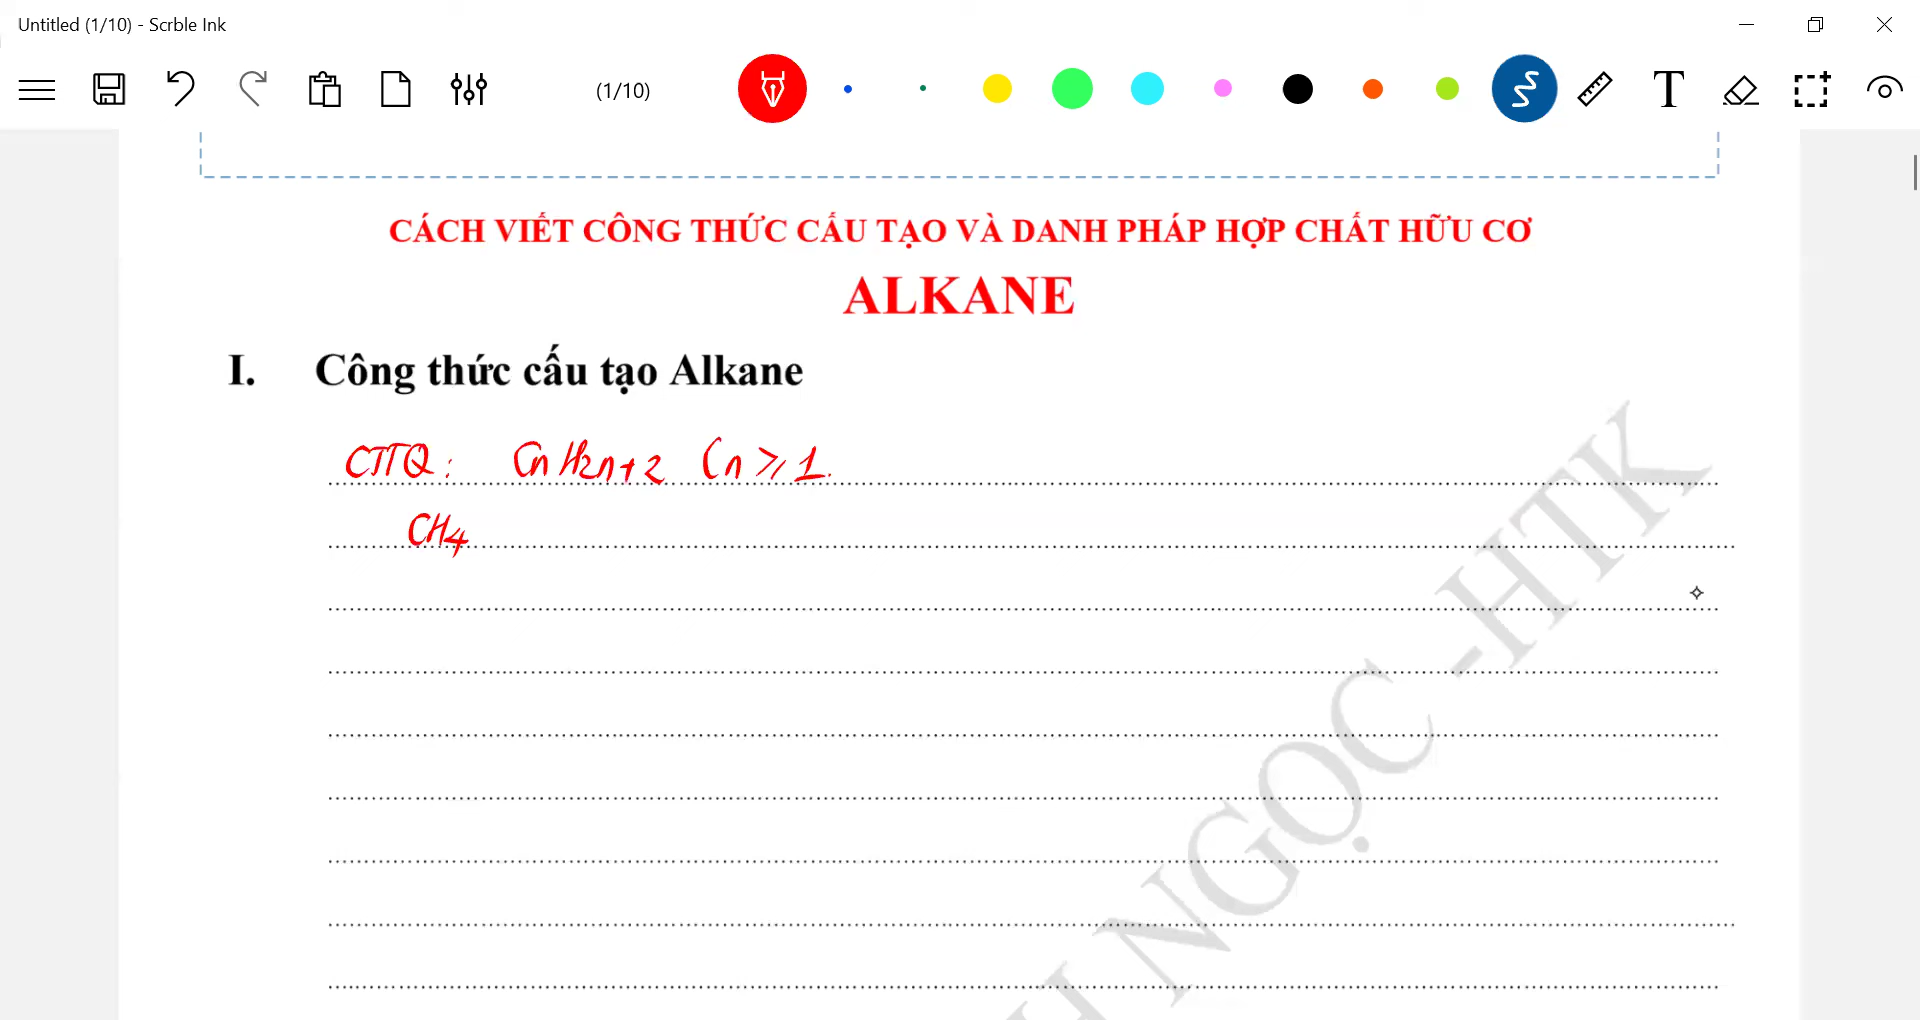 Untitled (1/10) - Scrble Ink
(1/10)
T
CÁCH VIẾT CÔNG THỨC CẤU TẠO VÀ DANH PHÁP HỢP CHẤT HỮU CƠ
ALKANE
I. Công thức cấu tạo Alkane
CTTQ: CnH2n+2 (n ≥ 1.
CH4
H NGỌC -HTK